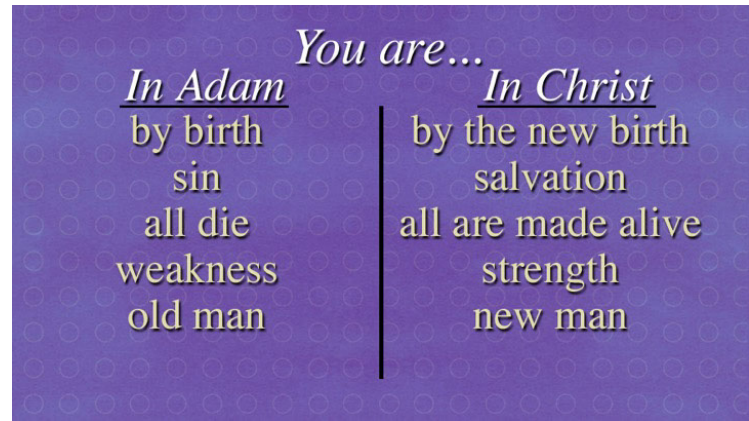 You are...
In Adam
by birth
sin
all die
weakness
old man
In Christ
by the new birth
salvation
all are made alive
strength
new man